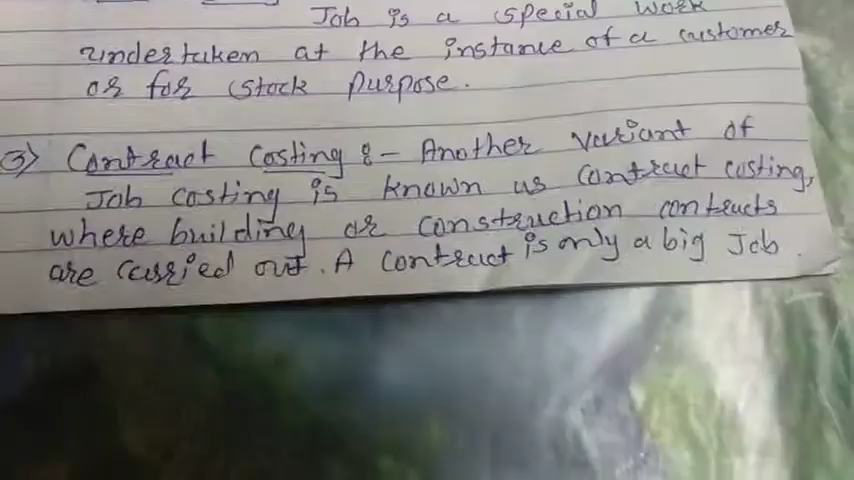 Job is a special work
undertaken at the instance of a customer
or for stock purpose.
3) Contract Costing :- Another variant of
Job costing is known as contract costing,
where building or construction contracts
are carried out. A contract is only a big Job.